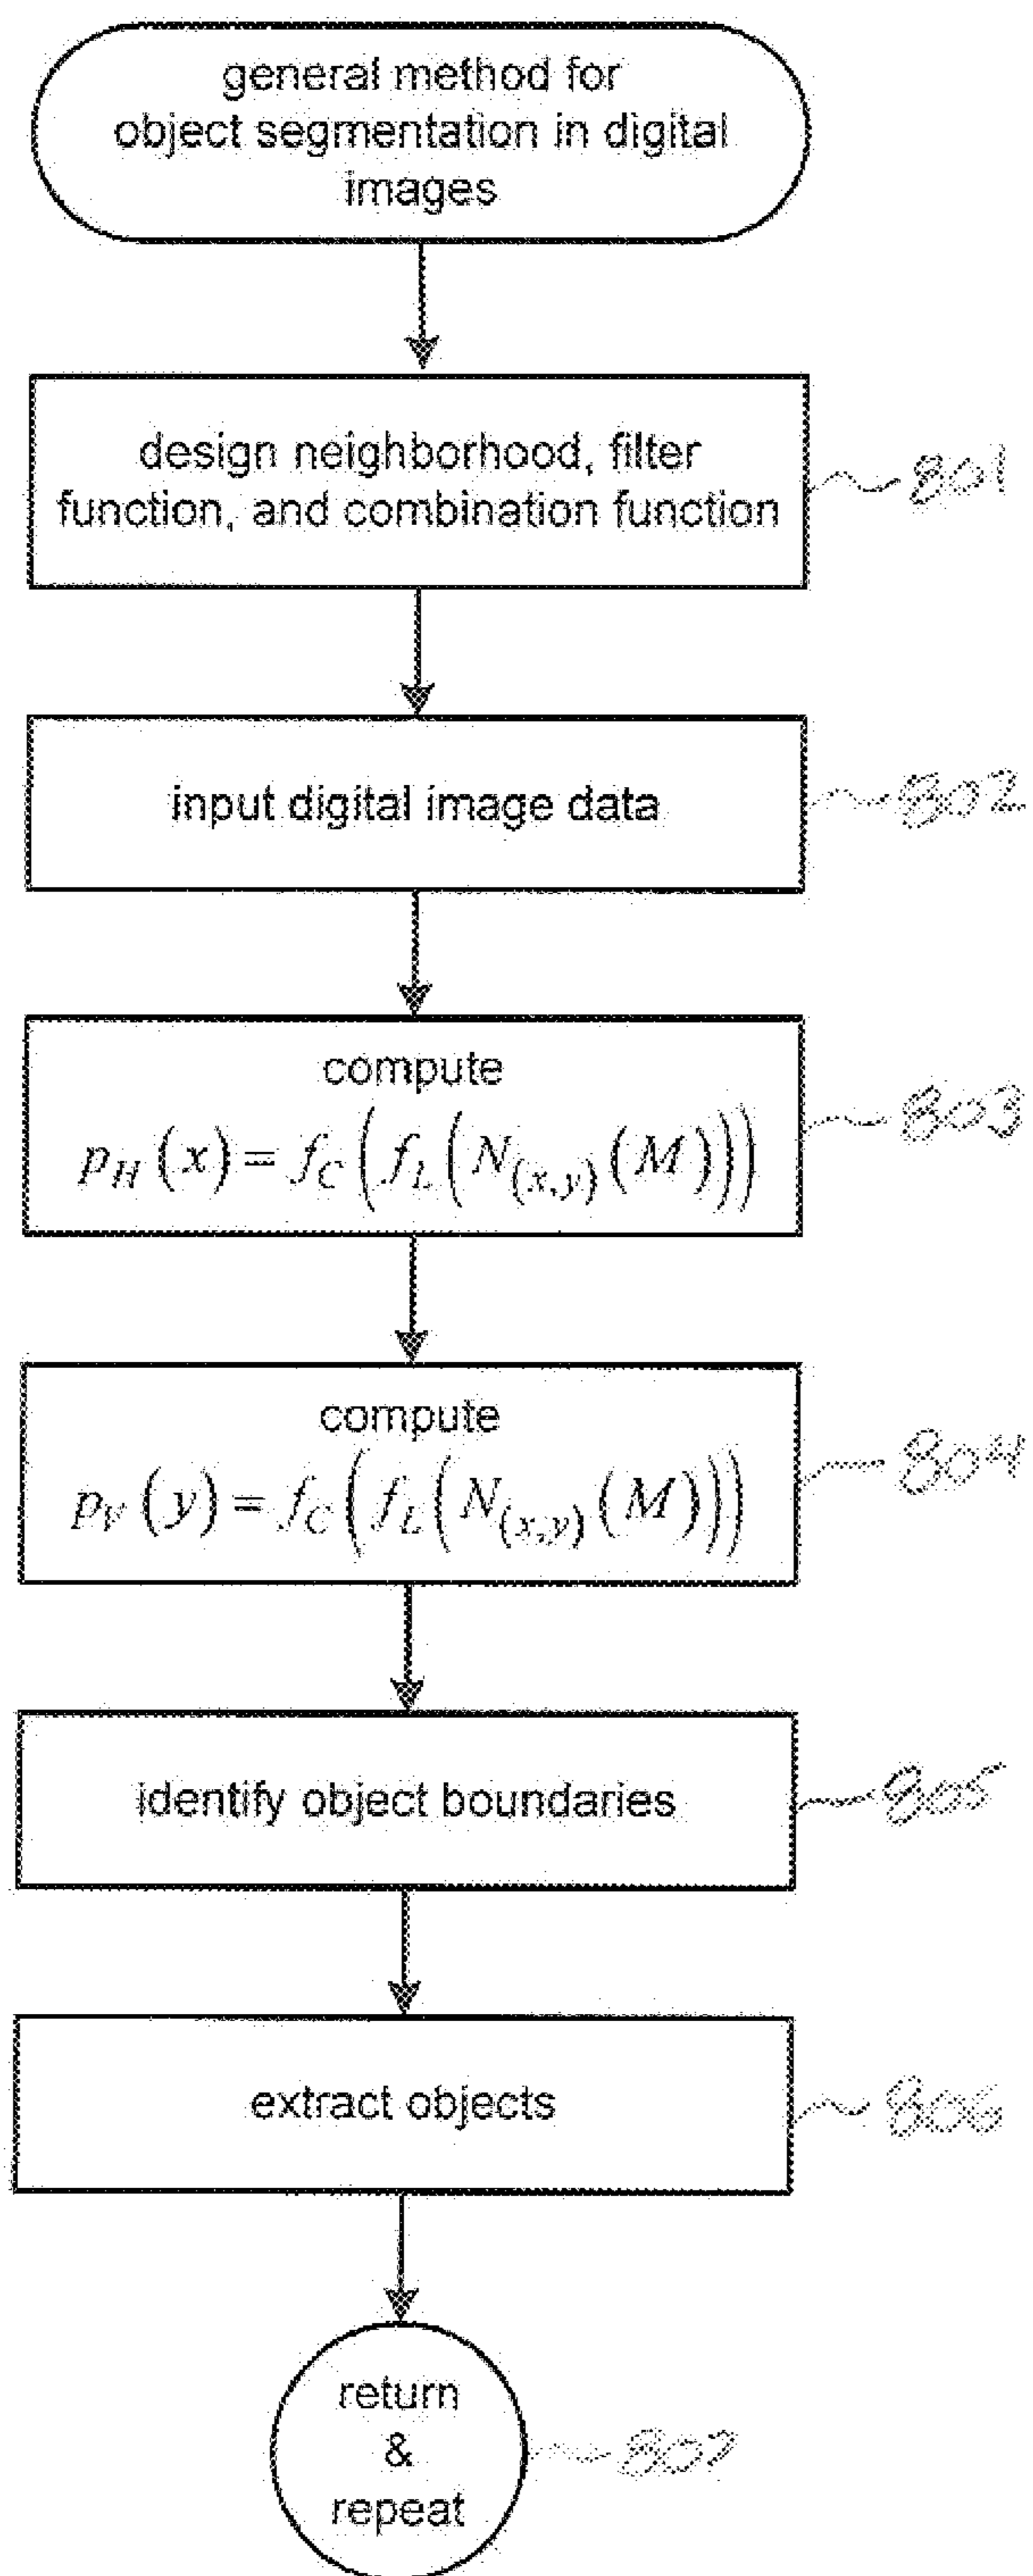 general method for
object segmentation in digital
images
design neighborhood, filter
function, and combination function
801
input digital image data
802
compute
p_H(x) = f_C(f_L(N_(x,y)(M)))
803
compute
p_V(y) = f_C(f_L(N_(x,y)(M)))
804
identify object boundaries
805
extract objects
806
return
&
repeat
807